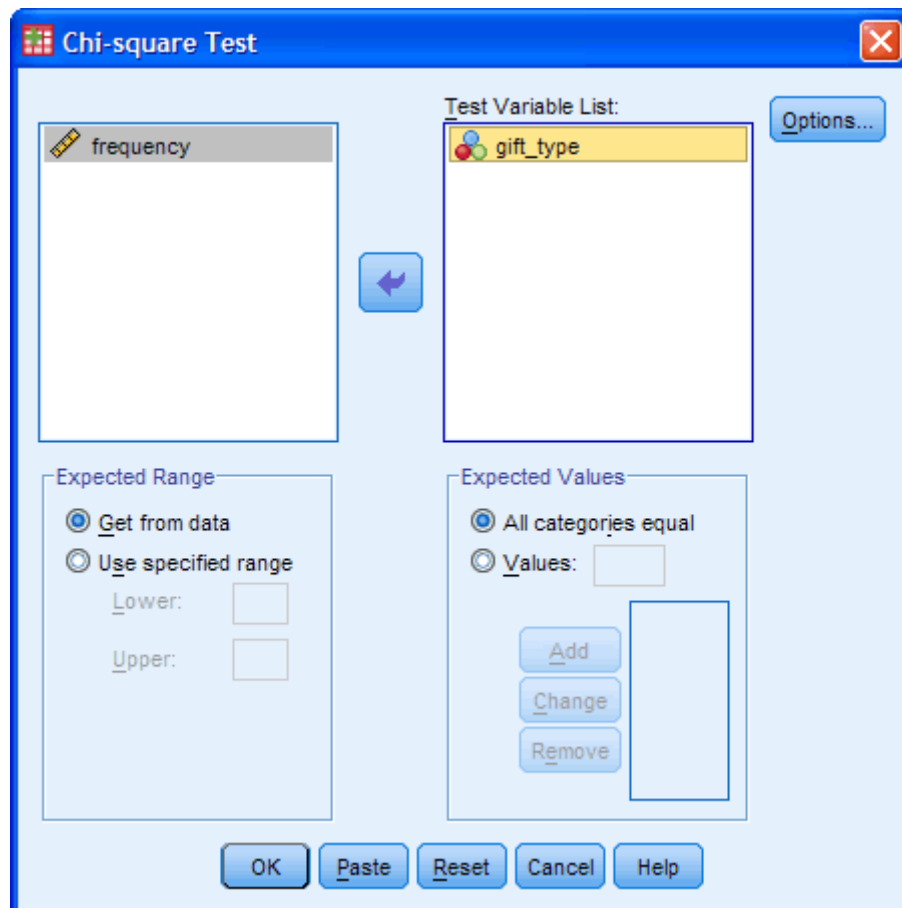 Chi-square Test
Test Variable List:
Options...
frequency
gift_type
Expected Range
Get from data
Use specified range
Lower:
Upper:
Expected Values
All categories equal
Values:
Add
Change
Remove
OK Paste Reset Cancel Help